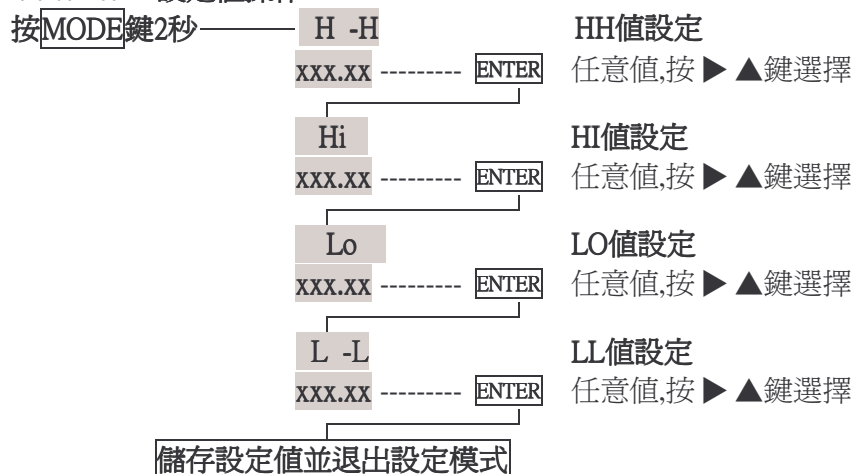 按MODE鍵2秒 H -H HH值設定
xxx.xx --------- ENTER 任意值,按 ▶ ▲鍵選擇
Hi HI值設定
xxx.xx --------- ENTER 任意值,按 ▶ ▲鍵選擇
Lo LO值設定
xxx.xx --------- ENTER 任意值,按 ▶ ▲鍵選擇
L -L LL值設定
xxx.xx --------- ENTER 任意值,按 ▶ ▲鍵選擇
儲存設定值並退出設定模式